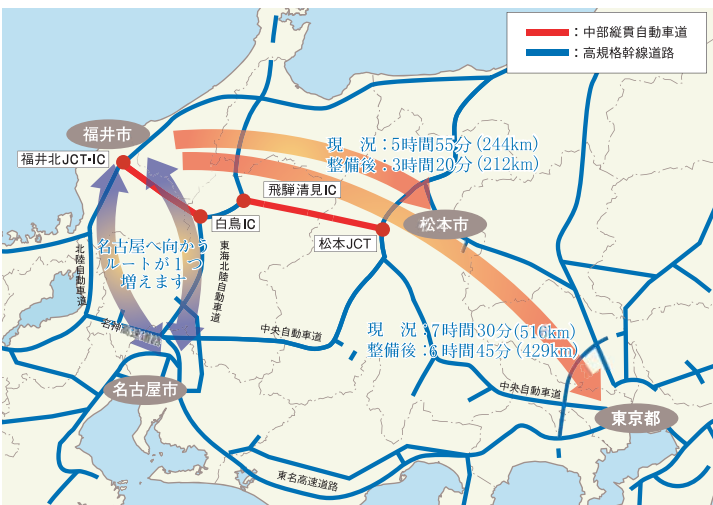 ：中部縦貫自動車道
：高規格幹線道路
福井市
福井北JCT・IC
現　況：5時間55分(244km)
整備後：3時間20分(212km)
飛騨清見IC
白鳥IC
松本市
松本JCT
名古屋へ向かう
ルートが1つ
増えます
北陸自動車道
東海北陸自動車道
名神高速道路
中央自動車道
現　況：7時間30分(516km)
整備後：6時間45分(429km)
名古屋市
中央自動車道
東京都
東名高速道路